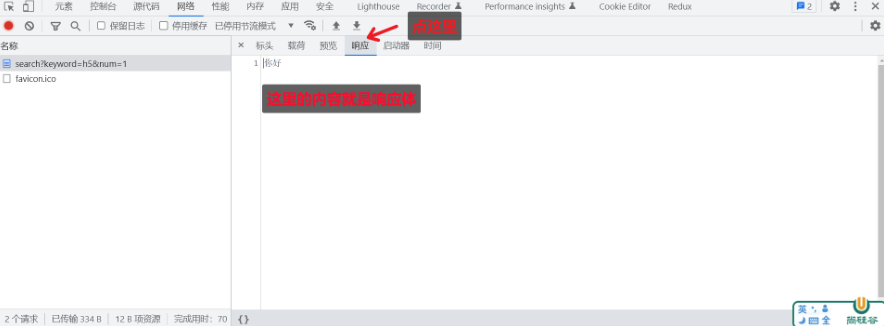 元素 控制台 源代码 网络 性能 内存 应用 安全 Lighthouse Recorder Performance insights Cookie Editor Redux 2
保留日志 停用缓存 已停用节流模式
点这里
名称
× 标头 载荷 预览 响应 启动器 时间
search?keyword=h5&num=1
favicon.ico
1 你好
这里的内容就是响应体
2 个请求 已传输 334 B 12 B 项资源 完成用时: 70
{}
英
全
尚硅谷